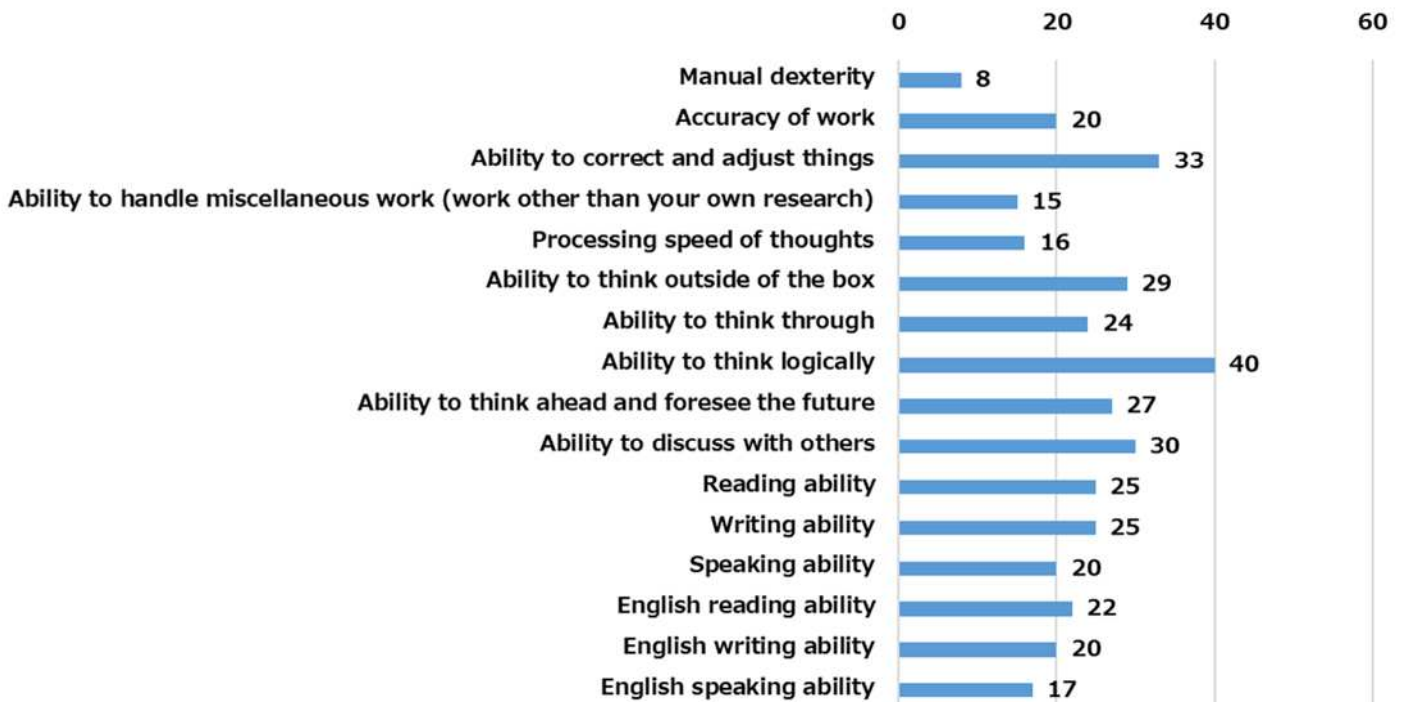 0 20 40 60
Manual dexterity 8
Accuracy of work 20
Ability to correct and adjust things 33
Ability to handle miscellaneous work (work other than your own research) 15
Processing speed of thoughts 16
Ability to think outside of the box 29
Ability to think through 24
Ability to think logically 40
Ability to think ahead and foresee the future 27
Ability to discuss with others 30
Reading ability 25
Writing ability 25
Speaking ability 20
English reading ability 22
English writing ability 20
English speaking ability 17